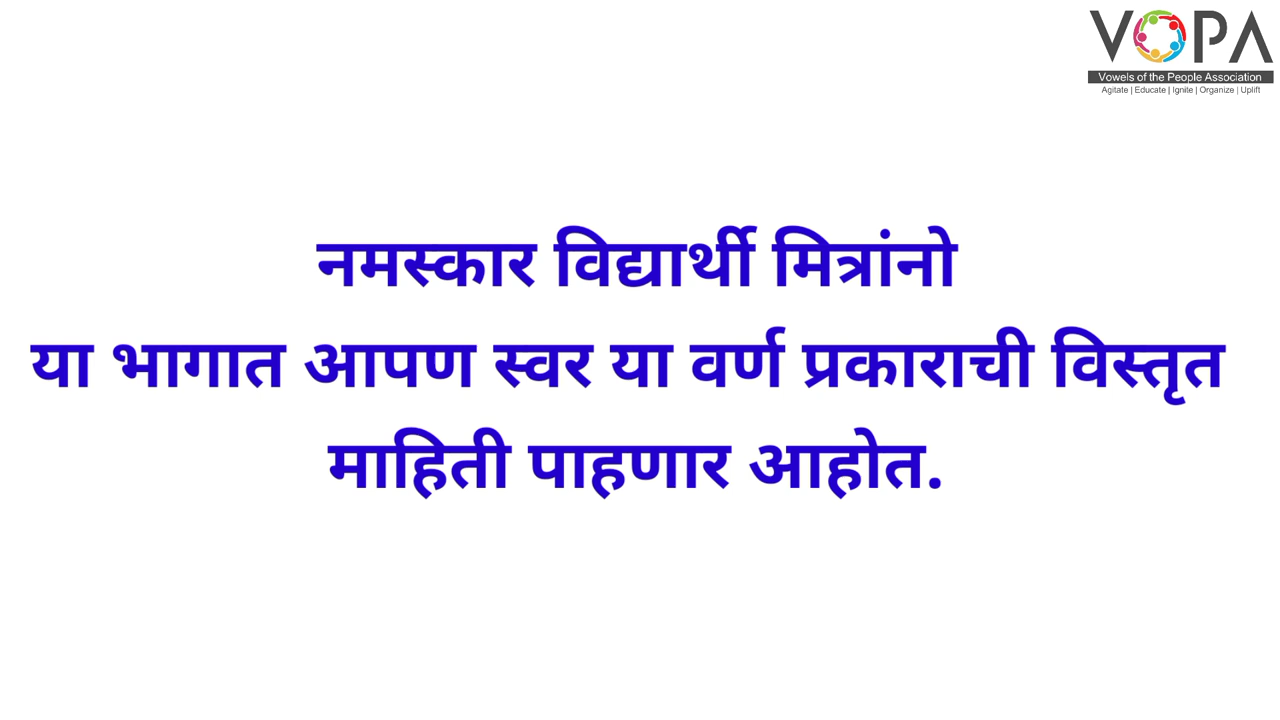 VOPA
Vowels of the People Association
Agitate | Educate | Ignite | Organize | Uplift
नमस्कार विद्यार्थी मित्रांनो
या भागात आपण स्वर या वर्ण प्रकाराची विस्तृत
माहिती पाहणार आहोत.